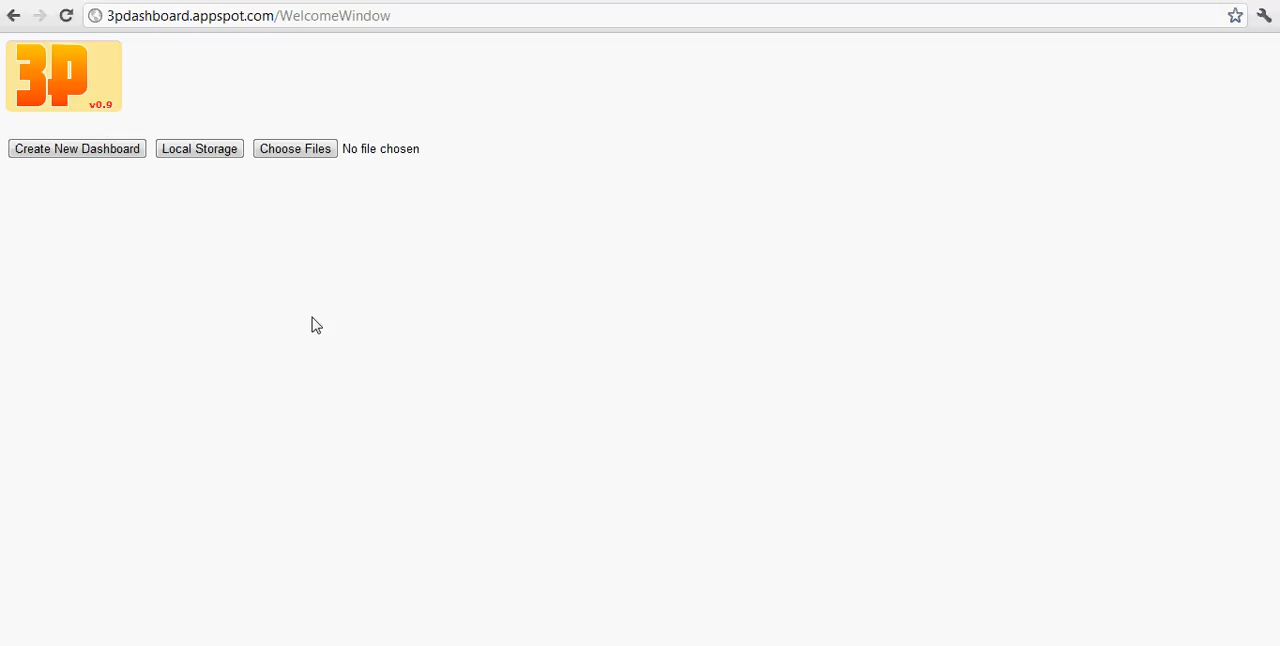 3pdashboard.appspot.com/WelcomeWindow
3P
v0.9
Create New Dashboard Local Storage Choose Files No file chosen